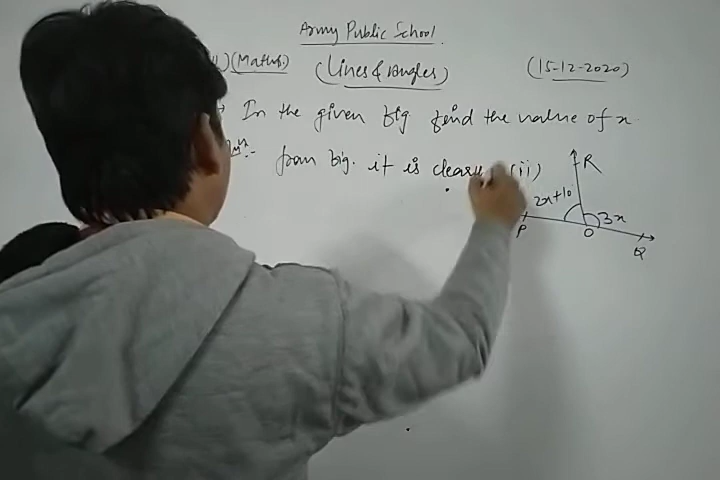 Army Public School
(Maths)
(Lines & Angles)
(15-12-2020)
In the given fig find the value of x.
from fig. it is clear
(ii)
R
2x+10
3x
P
O
Q